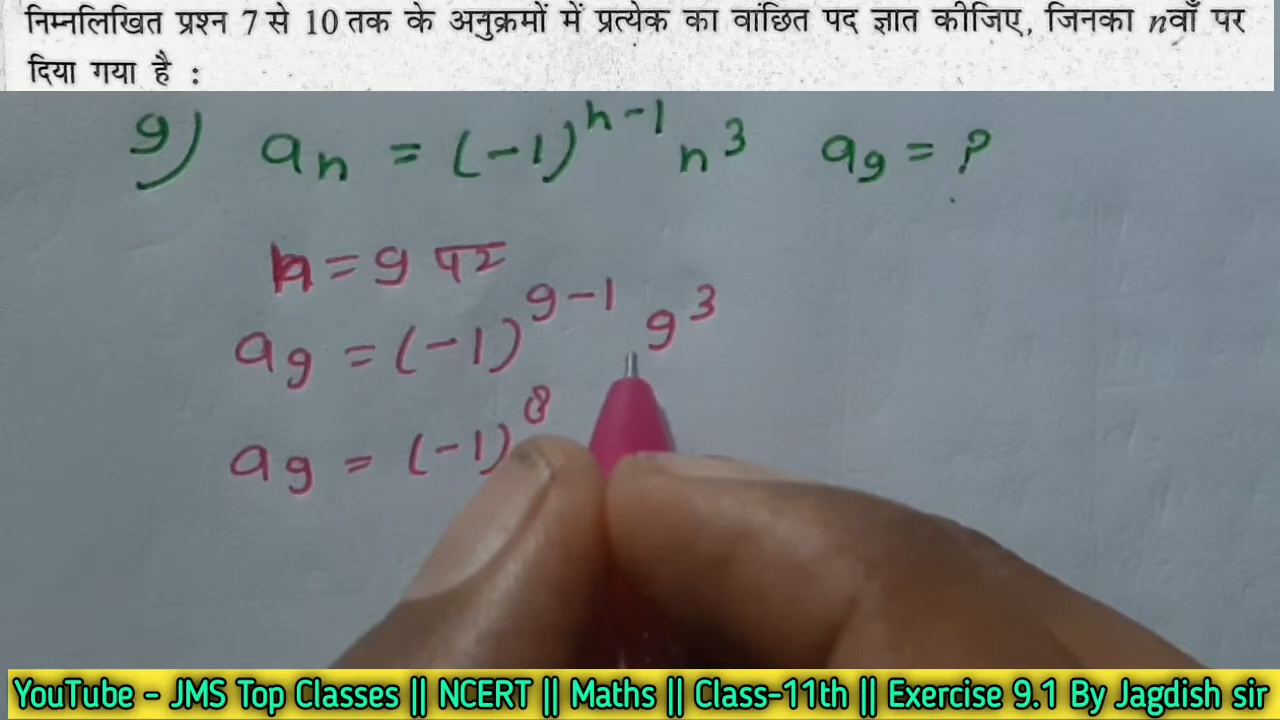 निम्नलिखित प्रश्न 7 से 10 तक के अनुक्रमों में प्रत्येक का वांछित पद ज्ञात कीजिए, जिनका nवाँ पर
दिया गया है :
9) aₙ = (-1)ⁿ⁻¹ n³ a₉ = ?
n = 9 पर
a₉ = (-1)⁹⁻¹ 9³
a₉ = (-1)⁸
YouTube - JMS Top Classes || NCERT || Maths || Class-11th || Exercise 9.1 By Jagdish sir